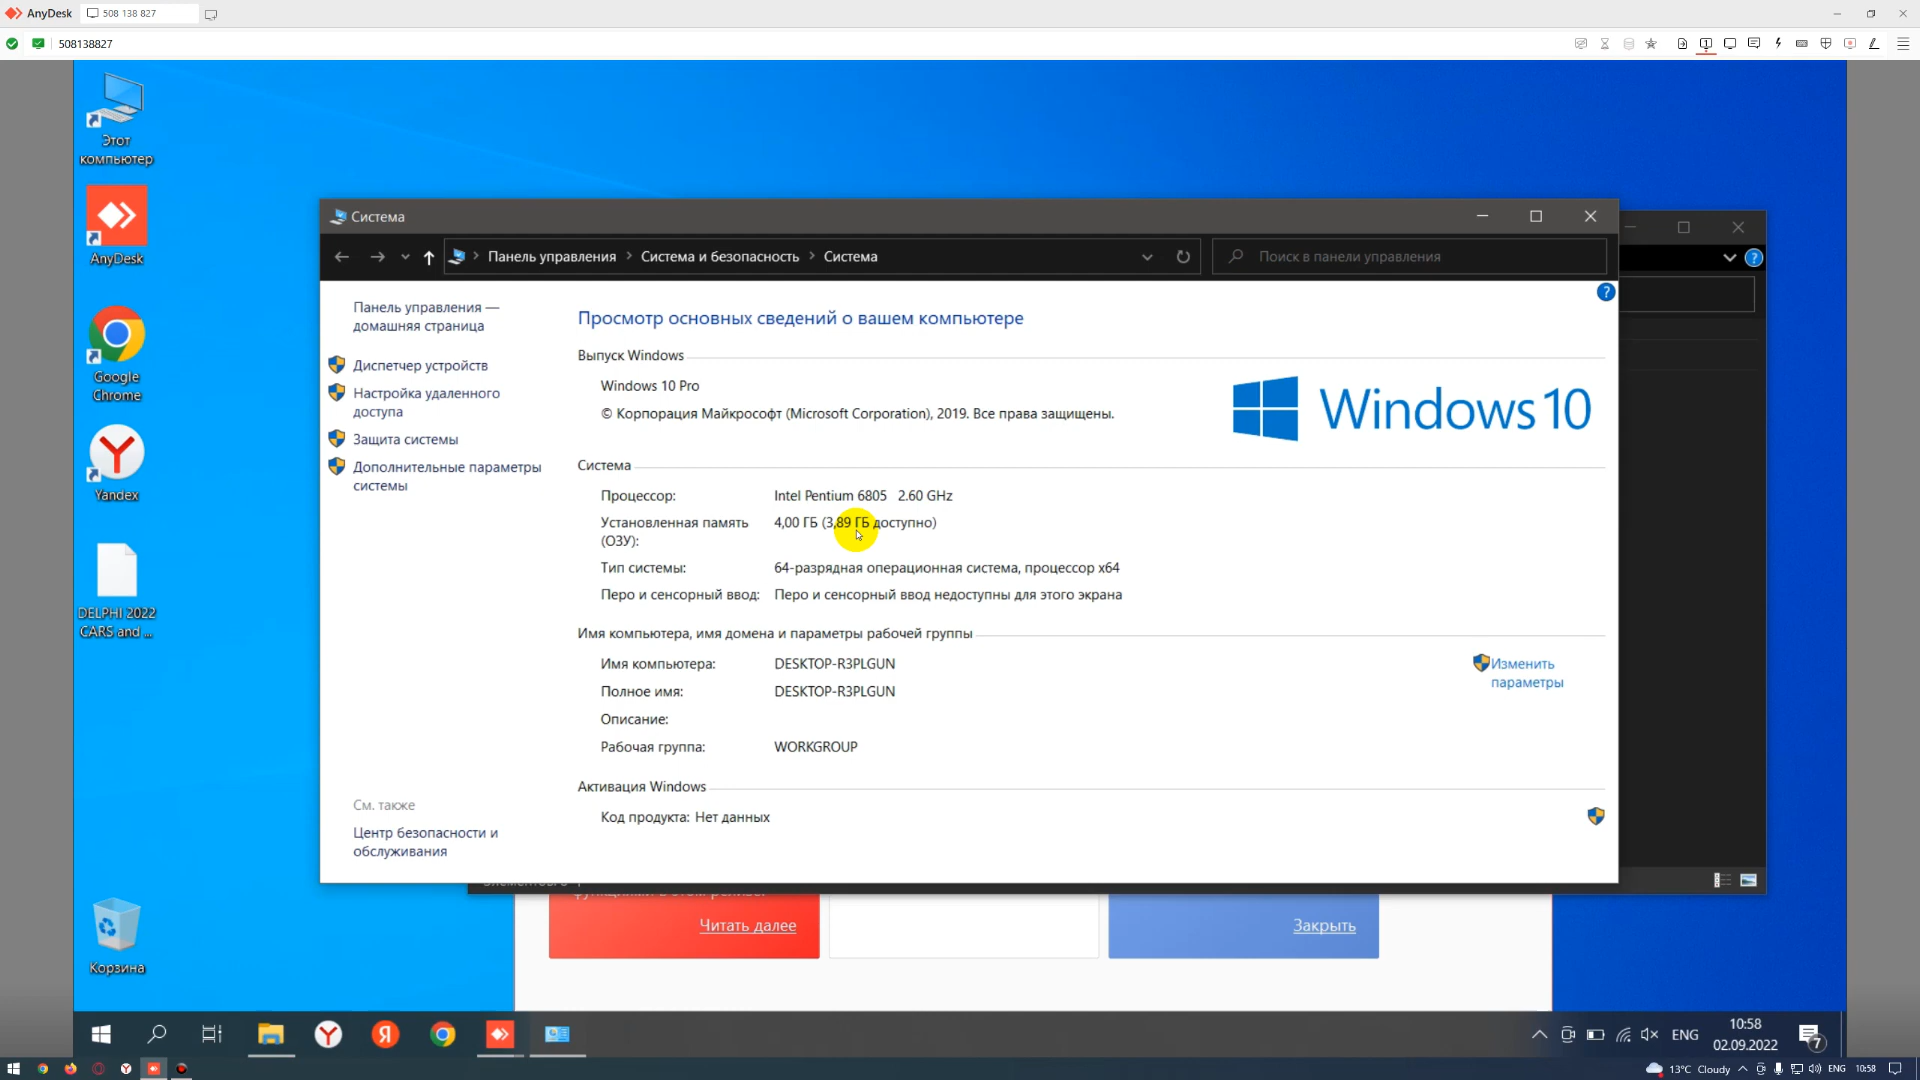 AnyDesk
508 138 827
508138827
Этот
компьютер
AnyDesk
Google
Chrome
Yandex
DELPHI 2022
CARS and ...
Корзина
Система
Панель управления
Система и безопасность
Система
Поиск в панели управления
Панель управления —
домашняя страница
Диспетчер устройств
Настройка удаленного
доступа
Защита системы
Дополнительные параметры
системы
См. также
Центр безопасности и
обслуживания
Просмотр основных сведений о вашем компьютере
Выпуск Windows
Windows 10 Pro
© Корпорация Майкрософт (Microsoft Corporation), 2019. Все права защищены.
Windows 10
Система
Процессор: Intel Pentium 6805 2.60 GHz
Установленная память 4,00 ГБ (3,89 ГБ доступно)
(ОЗУ):
Тип системы: 64-разрядная операционная система, процессор x64
Перо и сенсорный ввод: Перо и сенсорный ввод недоступны для этого экрана
Имя компьютера, имя домена и параметры рабочей группы
Имя компьютера: DESKTOP-R3PLGUN
Полное имя: DESKTOP-R3PLGUN
Описание:
Рабочая группа: WORKGROUP
Изменить
параметры
Активация Windows
Код продукта: Нет данных
Читать далее
Закрыть
ENG
10:58
02.09.2022
7
13°C Cloudy
ENG
10:58